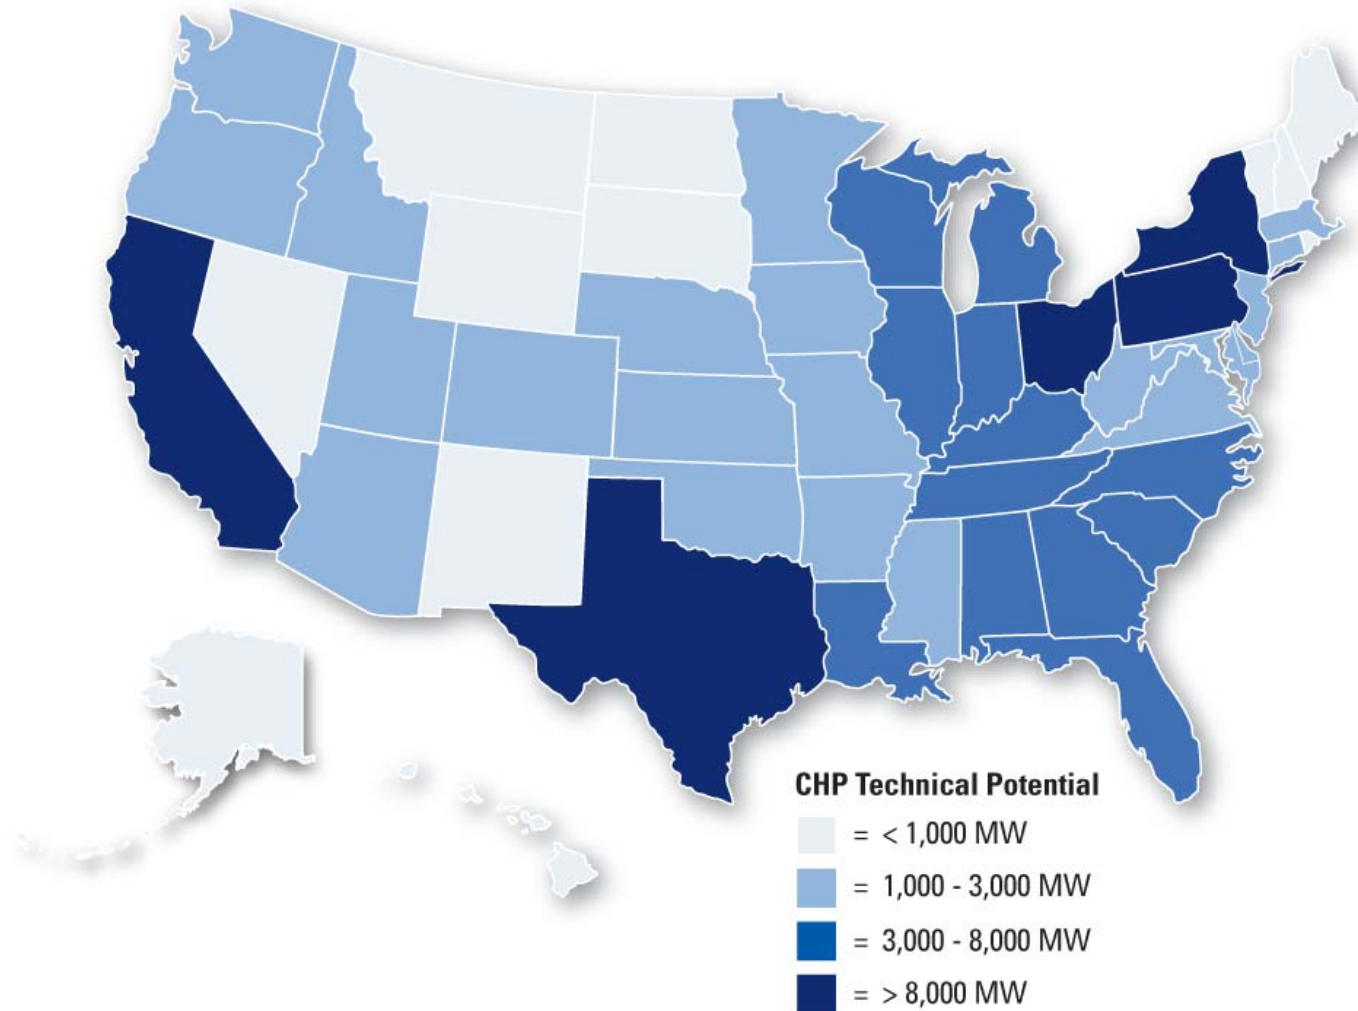 CHP Technical Potential
= < 1,000 MW
= 1,000 - 3,000 MW
= 3,000 - 8,000 MW
= > 8,000 MW